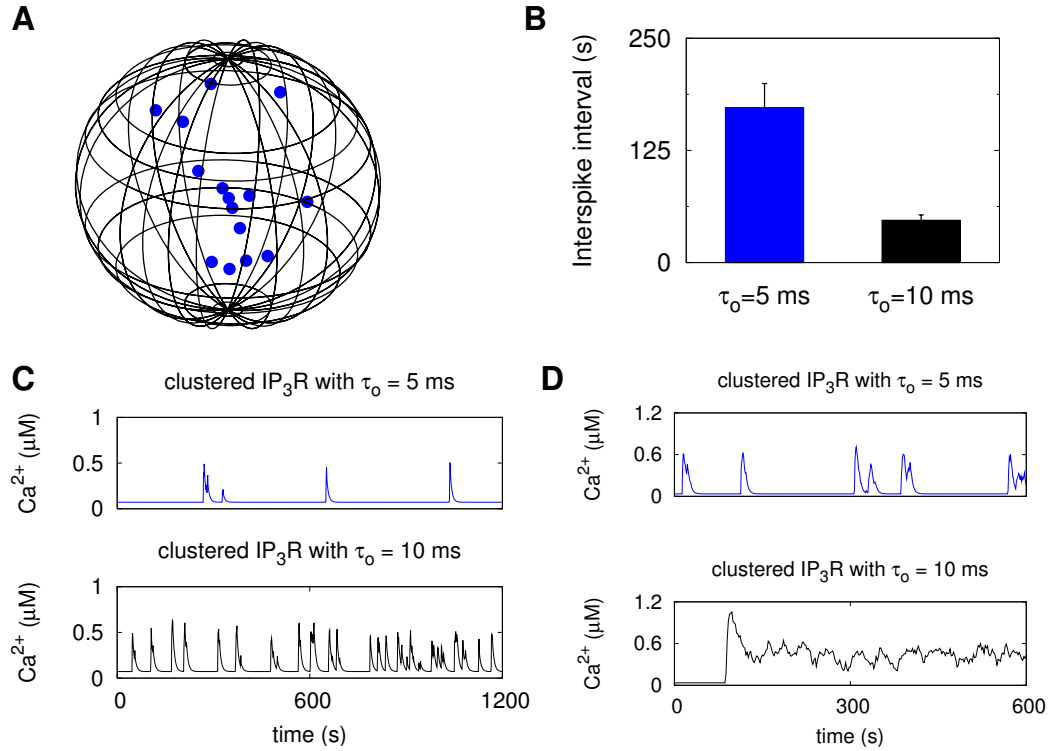 A
B
Interspike interval (s)
250
125
0
τo=5 ms
τo=10 ms
C
clustered IP3R with τo = 5 ms
Ca2+ (μM)
1
0.5
0
clustered IP3R with τo = 10 ms
Ca2+ (μM)
1
0.5
0
0
600
1200
time (s)
D
clustered IP3R with τo = 5 ms
Ca2+ (μM)
1.2
0.6
0
clustered IP3R with τo = 10 ms
Ca2+ (μM)
1.2
0.6
0
0
300
600
time (s)